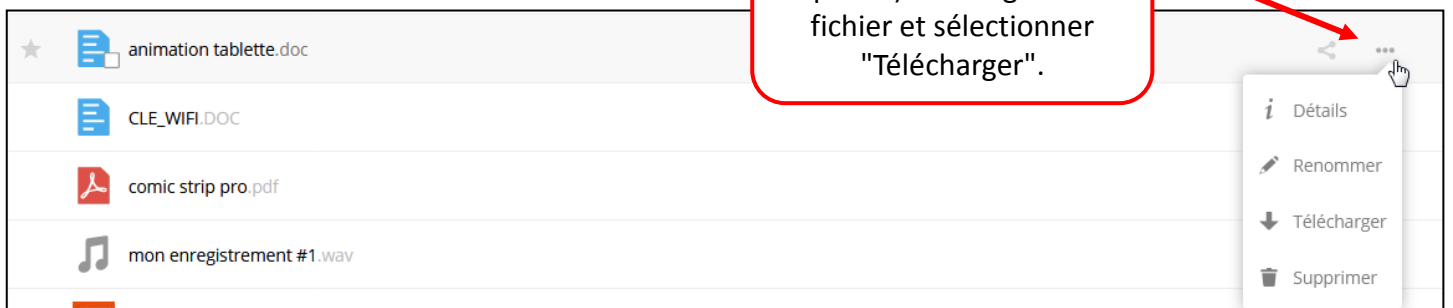 fichier et sélectionner
"Télécharger".
animation tablette.doc
CLE_WIFI.DOC
comic strip pro.pdf
mon enregistrement #1.wav
Détails
Renommer
Télécharger
Supprimer